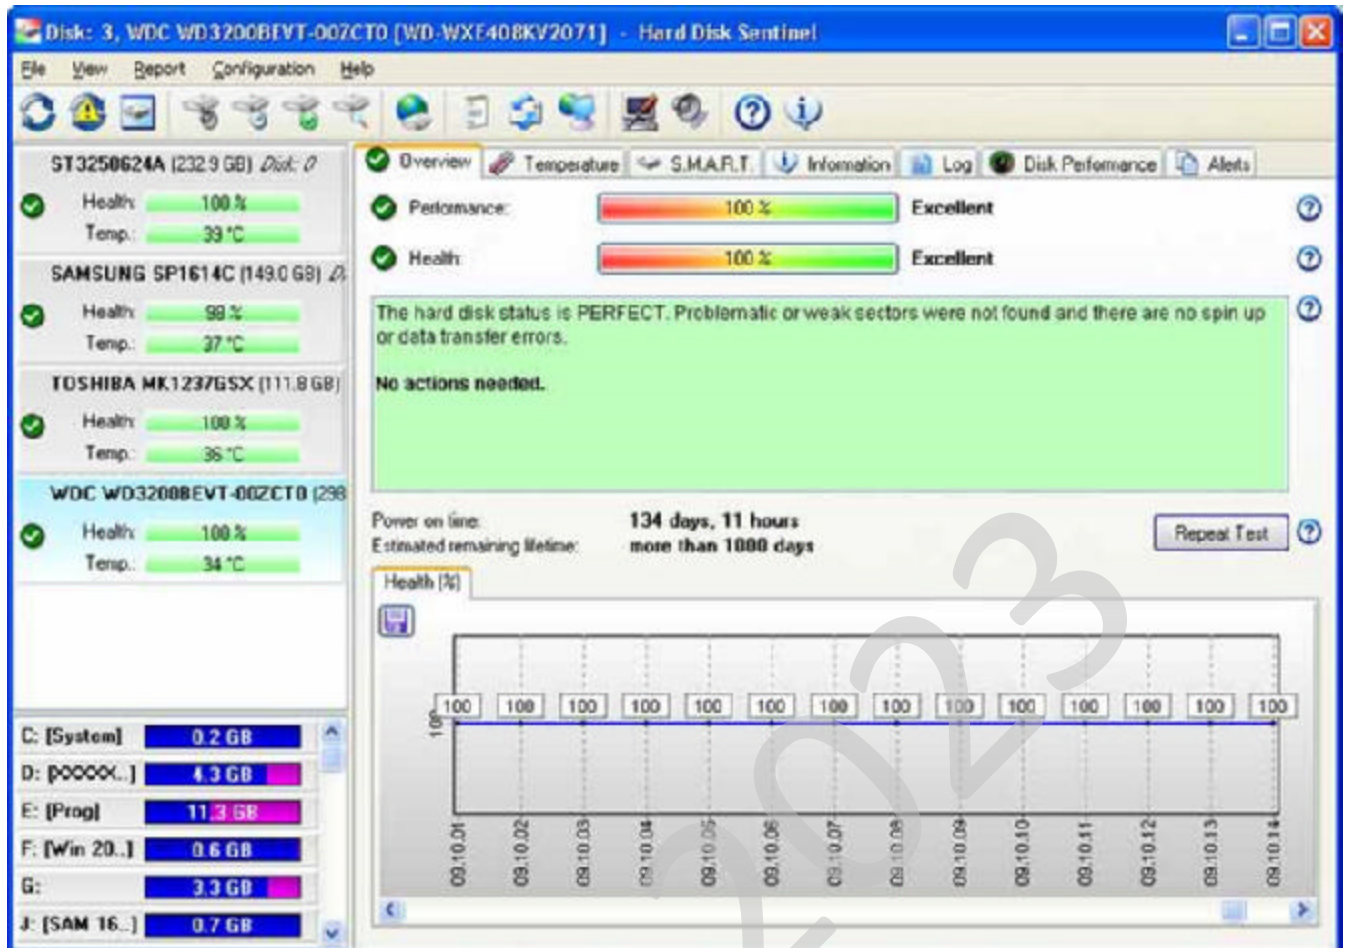 Disk: 3, WDC WD3200BEVT-00ZCT0 [WD-WXE408KV2071] - Hard Disk Sentinel
File View Report Configuration Help
ST3250624A (232.9 GB) Disk: 0
Health: 100 %
Temp.: 39 °C
SAMSUNG SP1614C (149.0 GB)
Health: 99 %
Temp.: 37 °C
TOSHIBA MK1237GSX (111.8 GB)
Health: 100 %
Temp.: 36 °C
WDC WD3200BEVT-00ZCT0 (298
Health: 100 %
Temp.: 34 °C
C: [System] 0.2 GB
D: [XXXXX..] 4.3 GB
E: [Prog] 11.3 GB
F: [Win 20..] 0.6 GB
G: 3.3 GB
J: [SAM 16..] 0.7 GB
Overview Temperature S.M.A.R.T. Information Log Disk Performance Alerts
Performance: 100 % Excellent
Health: 100 % Excellent
The hard disk status is PERFECT. Problematic or weak sectors were not found and there are no spin up
or data transfer errors.
No actions needed.
Power on time: 134 days, 11 hours
Estimated remaining lifetime: more than 1000 days
Repeat Test
Health (%)
100 100 100 100 100 100 100 100 100 100 100 100 100 100
100
09.10.01 09.10.02 09.10.03 09.10.04 09.10.05 09.10.06 09.10.07 09.10.08 09.10.09 09.10.10 09.10.11 09.10.12 09.10.13 09.10.14
2023